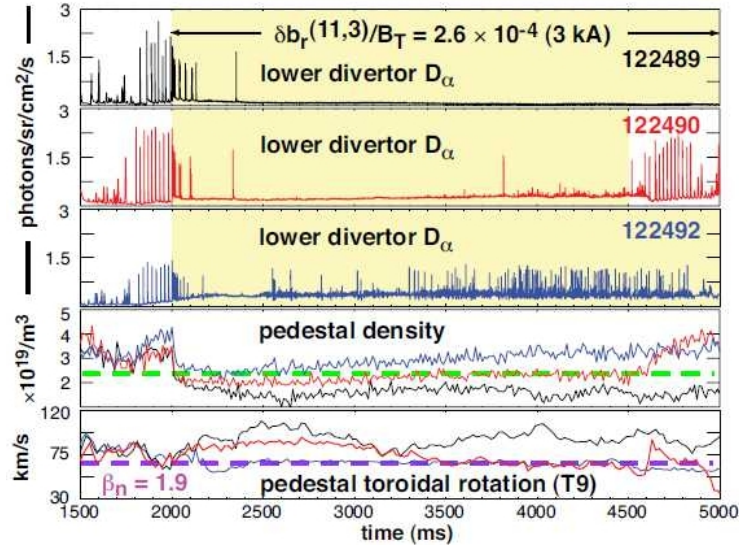 3
1.5
δb_r^(11,3)/B_T = 2.6 × 10^-4 (3 kA)
122489
lower divertor D_α
photons/sr/cm²/s
3
1.5
122490
lower divertor D_α
3
1.5
122492
lower divertor D_α
5
4
3
2
×10^19/m³
pedestal density
120
75
30
km/s
β_n = 1.9
pedestal toroidal rotation (T9)
1500 2000 2500 3000 3500 4000 4500 5000
time (ms)